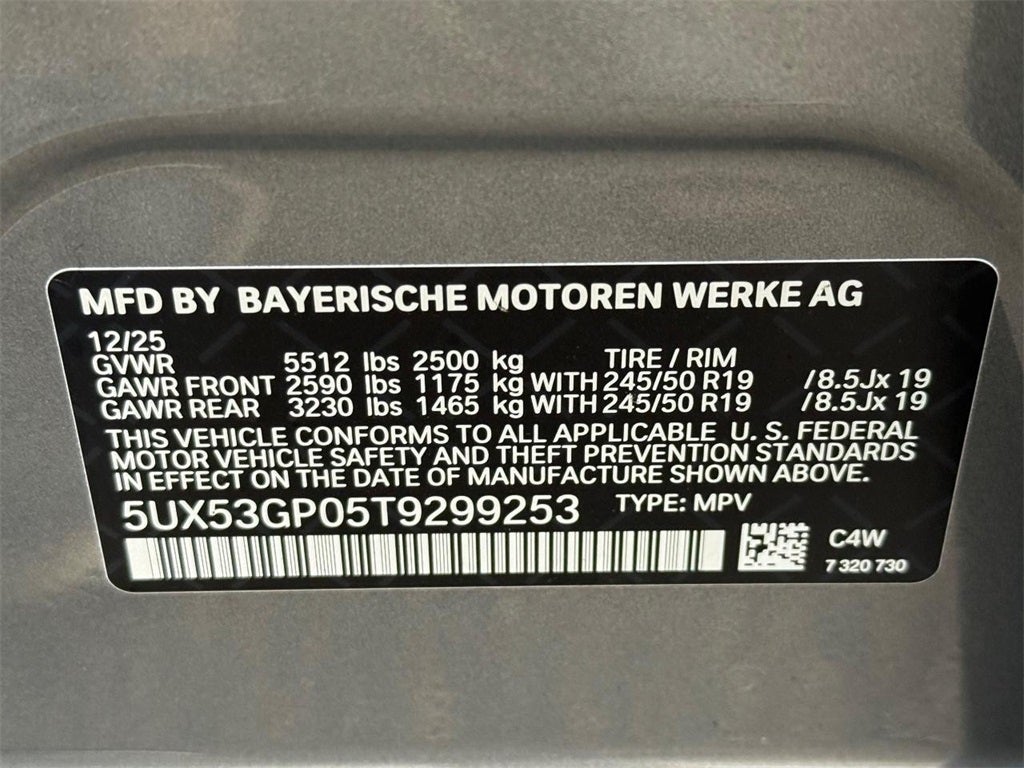 MFD BY BAYERISCHE MOTOREN WERKE AG
12/25
GVWR 5512 lbs 2500 kg TIRE / RIM
GAWR FRONT 2590 lbs 1175 kg WITH 245/50 R19 /8.5Jx 19
GAWR REAR 3230 lbs 1465 kg WITH 245/50 R19 /8.5Jx 19
THIS VEHICLE CONFORMS TO ALL APPLICABLE U. S. FEDERAL
MOTOR VEHICLE SAFETY AND THEFT PREVENTION STANDARDS
IN EFFECT ON THE DATE OF MANUFACTURE SHOWN ABOVE.
5UX53GP05T9299253 TYPE: MPV
C4W
7 320 730